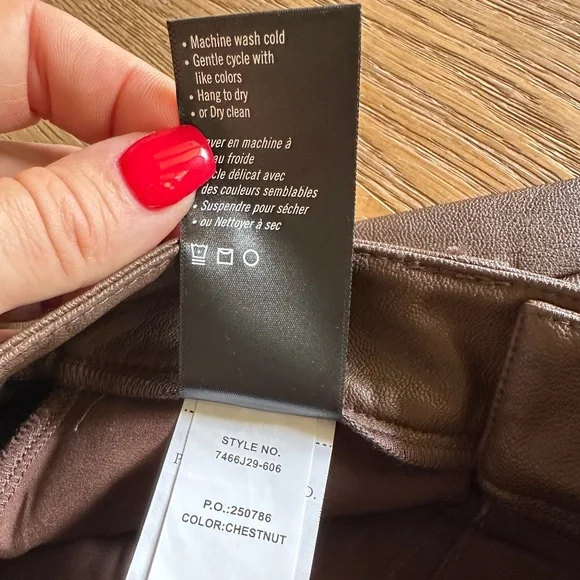 • Machine wash cold
• Gentle cycle with
like colors
• Hang to dry
• or Dry clean
en machine à
froide
délicat avec
des couleurs semblables
• Suspendre pour sécher
• ou Nettoyer à sec
STYLE NO.
7466J29-606
P.O.:250786
COLOR:CHESTNUT